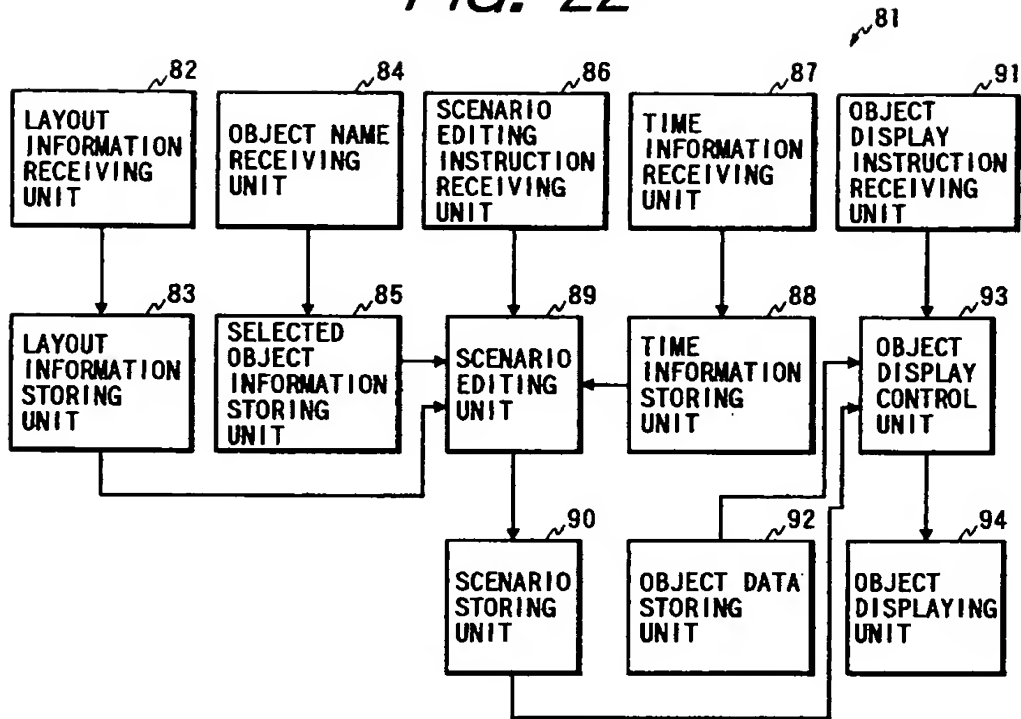 FIG. 22
81
82
LAYOUT
INFORMATION
RECEIVING
UNIT
84
OBJECT NAME
RECEIVING
UNIT
86
SCENARIO
EDITING
INSTRUCTION
RECEIVING
UNIT
87
TIME
INFORMATION
RECEIVING
UNIT
91
OBJECT
DISPLAY
INSTRUCTION
RECEIVING
UNIT
83
LAYOUT
INFORMATION
STORING
UNIT
85
SELECTED
OBJECT
INFORMATION
STORING
UNIT
89
SCENARIO
EDITING
UNIT
88
TIME
INFORMATION
STORING
UNIT
93
OBJECT
DISPLAY
CONTROL
UNIT
90
SCENARIO
STORING
UNIT
92
OBJECT DATA
STORING
UNIT
94
OBJECT
DISPLAYING
UNIT